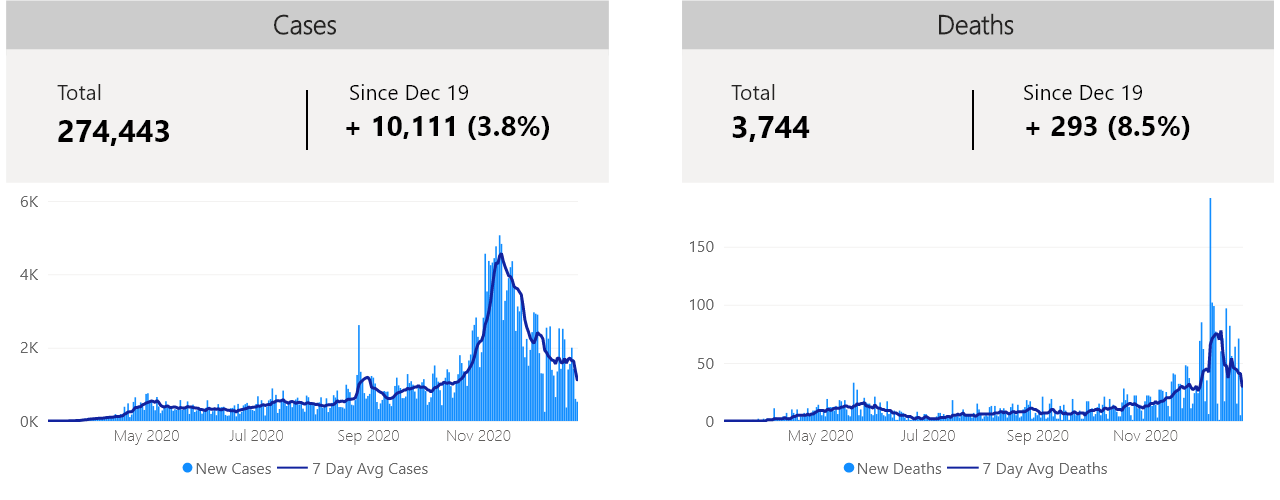 Cases
Total
Since Dec 19
274,443
+ 10,111 (3.8%)
6K
4K
2K
0K
May 2020
Jul 2020
Sep 2020
Nov 2020
New Cases
7 Day Avg Cases
Deaths
Total
Since Dec 19
3,744
+ 293 (8.5%)
150
100
50
0
May 2020
Jul 2020
Sep 2020
Nov 2020
New Deaths
7 Day Avg Deaths